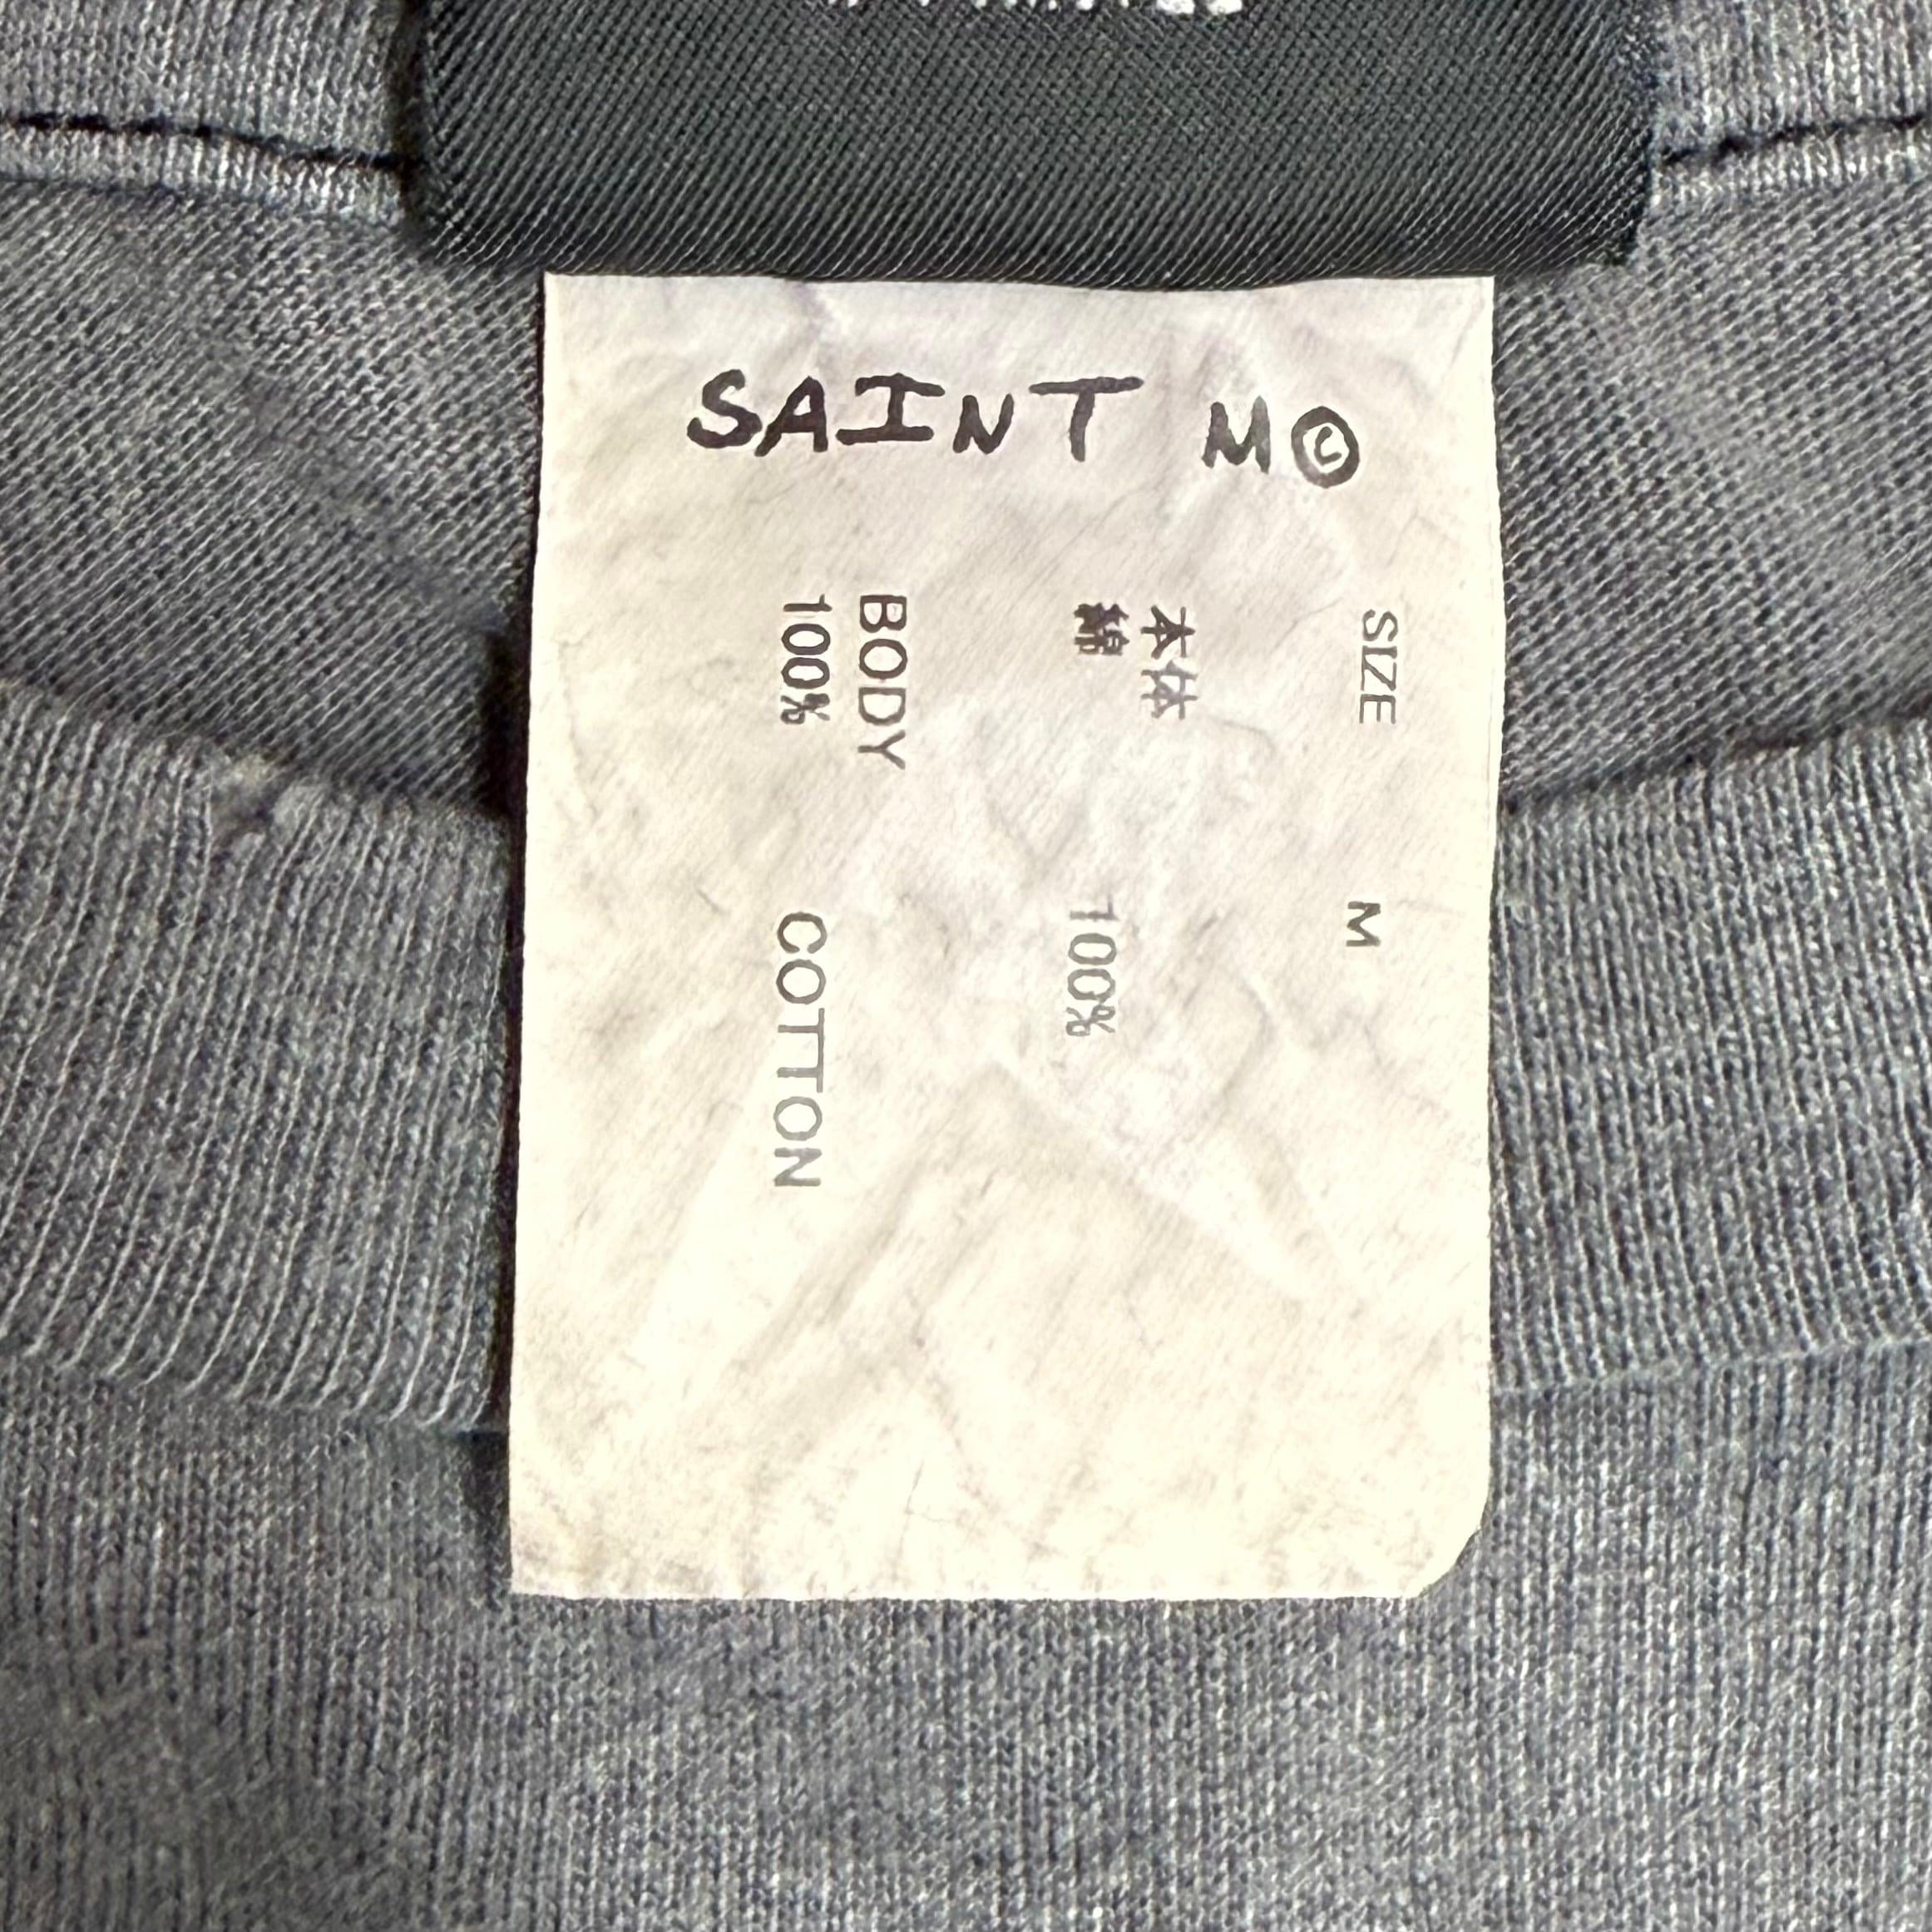 SAINT M©
SIZE M
本体
綿 100%
BODY
100% COTTON